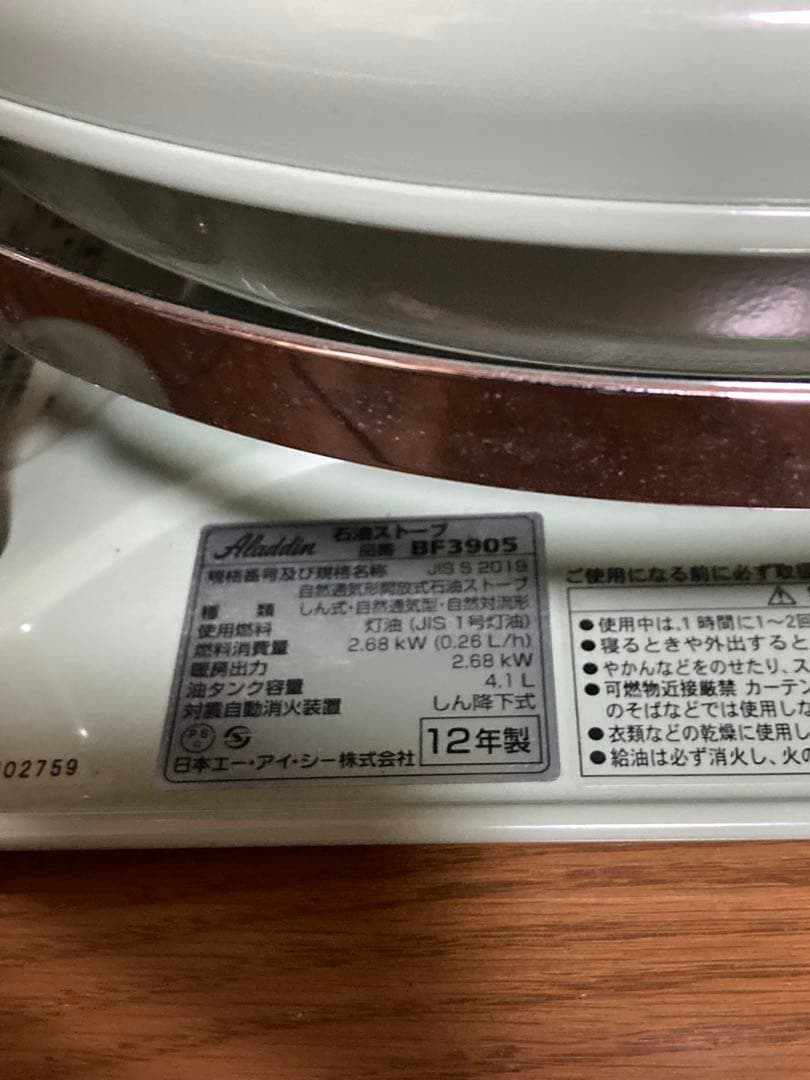 Aladdin 石油ストーブ
品番 BF3905
規格番号及び規格名称 JIS S 2019
自然通気形開放式石油ストーブ
種類 しん式・自然通気型・自然対流形
使用燃料 灯油 (JIS 1号灯油)
燃料消費量 2.68 kW (0.26 L/h)
暖房出力 2.68 kW
油タンク容量 4.1 L
対震自動消火装置 しん降下式
PS C
日本エー・アイ・シー株式会社 12年製
02759
ご使用になる前に必ず取扱
●使用中は、1時間に1~2回
●寝るときや外出すると
●やかんなどをのせたり、ス
●可燃物近接厳禁 カーテン
のそばなどでは使用しな
●衣類などの乾燥に使用し
●給油は必ず消火し、火の